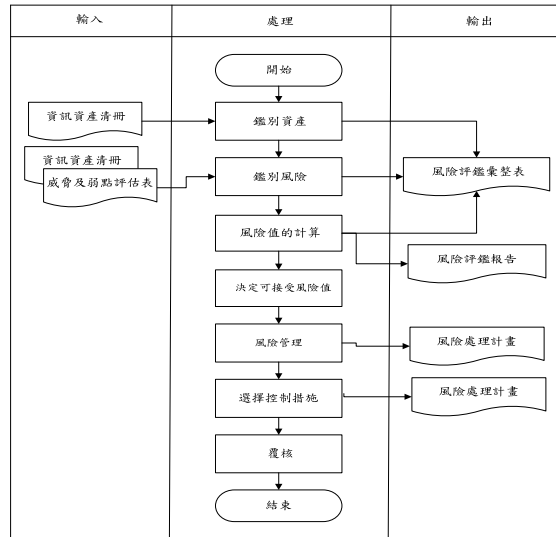 輸入
處理
輸出
開始
資訊資產清冊
鑑別資產
資訊資產清冊
威脅及弱點評估表
鑑別風險
風險評鑑彙整表
風險值的計算
風險評鑑報告
決定可接受風險值
風險管理
風險處理計畫
選擇控制措施
風險處理計畫
覆核
結束